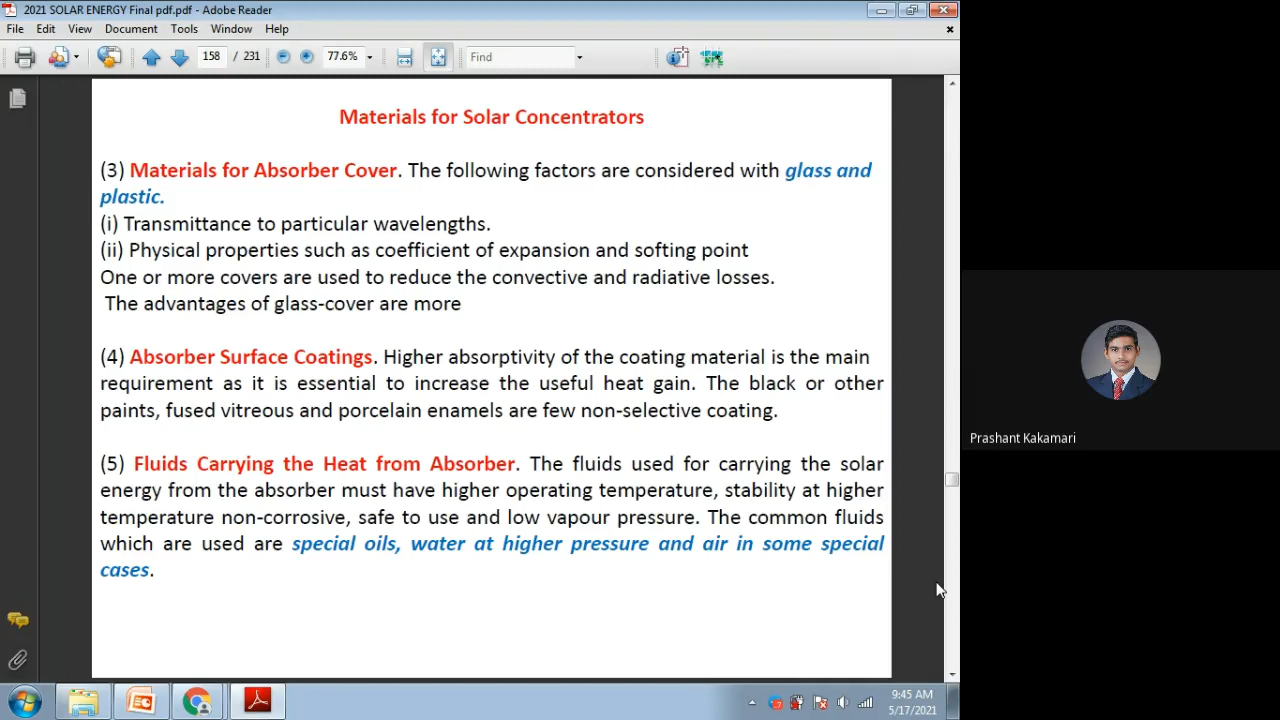 2021 SOLAR ENERGY Final pdf.pdf - Adobe Reader
File Edit View Document Tools Window Help
158 / 231 77.6% Find
Materials for Solar Concentrators
(3) Materials for Absorber Cover. The following factors are considered with glass and
plastic.
(i) Transmittance to particular wavelengths.
(ii) Physical properties such as coefficient of expansion and softing point
One or more covers are used to reduce the convective and radiative losses.
The advantages of glass-cover are more
(4) Absorber Surface Coatings. Higher absorptivity of the coating material is the main
requirement as it is essential to increase the useful heat gain. The black or other
paints, fused vitreous and porcelain enamels are few non-selective coating.
(5) Fluids Carrying the Heat from Absorber. The fluids used for carrying the solar
energy from the absorber must have higher operating temperature, stability at higher
temperature non-corrosive, safe to use and low vapour pressure. The common fluids
which are used are special oils, water at higher pressure and air in some special
cases.
Prashant Kakamari
9:45 AM
5/17/2021